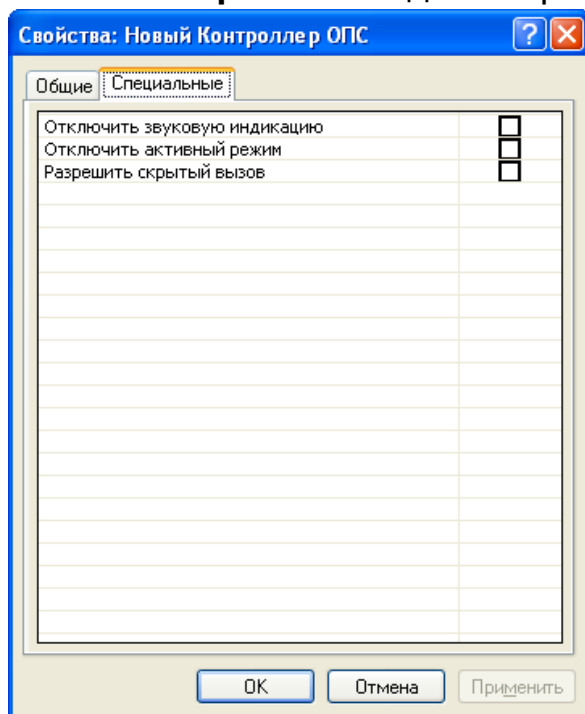 Свойства: Новый Контроллер ОПС
Общие Специальные
Отключить звуковую индикацию
Отключить активный режим
Разрешить скрытый вызов
OK Отмена Применить